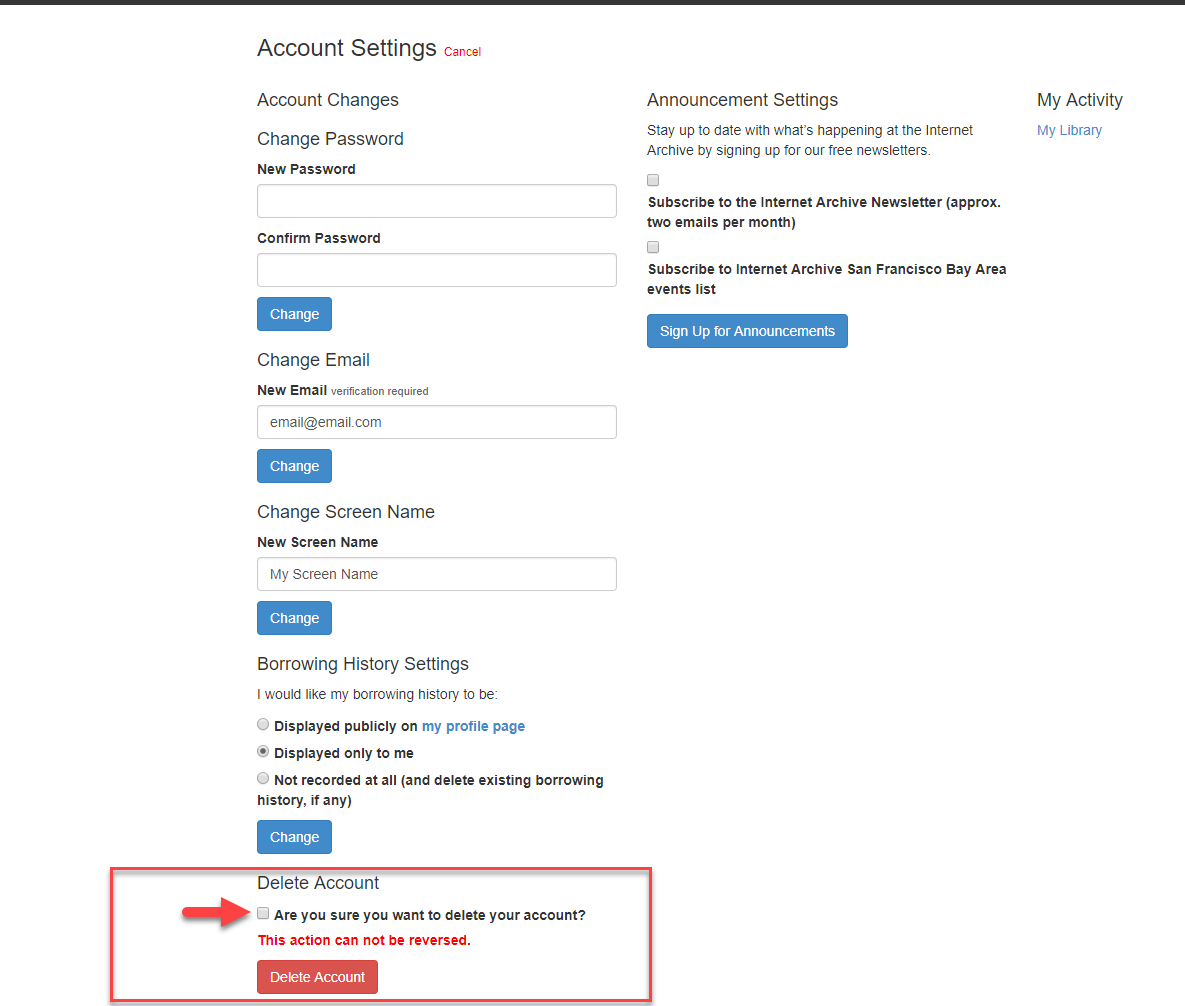 Account Settings Cancel
Account Changes
Change Password
New Password
Confirm Password
Change
Change Email
New Email verification required
email@email.com
Change
Change Screen Name
New Screen Name
My Screen Name
Change
Borrowing History Settings
I would like my borrowing history to be:
Displayed publicly on my profile page
Displayed only to me
Not recorded at all (and delete existing borrowing
history, if any)
Change
Delete Account
Are you sure you want to delete your account?
This action can not be reversed.
Delete Account
Announcement Settings
Stay up to date with what’s happening at the Internet
Archive by signing up for our free newsletters.
Subscribe to the Internet Archive Newsletter (approx.
two emails per month)
Subscribe to Internet Archive San Francisco Bay Area
events list
Sign Up for Announcements
My Activity
My Library